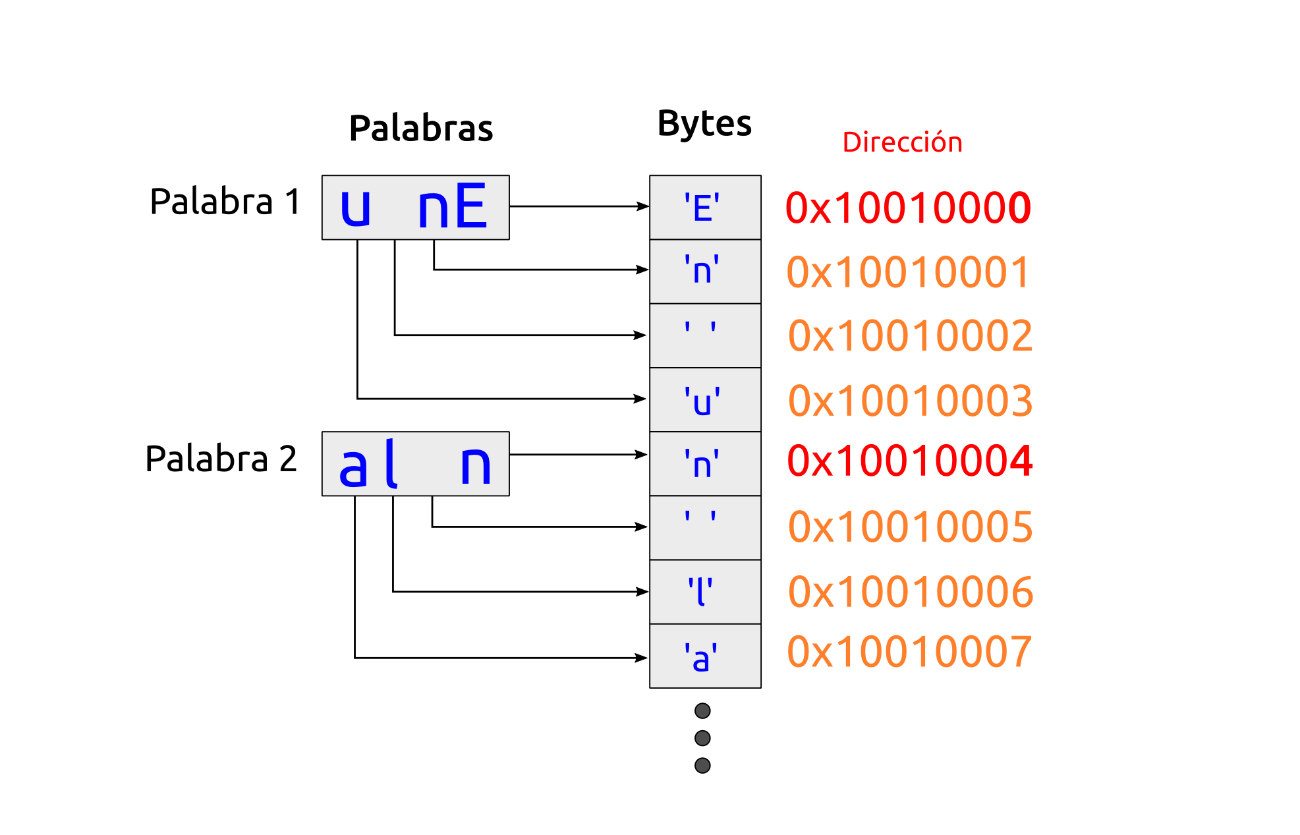 Palabras Bytes Dirección
Palabra 1 u nE 'E' 0x10010000
'n' 0x10010001
' ' 0x10010002
'u' 0x10010003
Palabra 2 al n 'n' 0x10010004
' ' 0x10010005
'l' 0x10010006
'a' 0x10010007